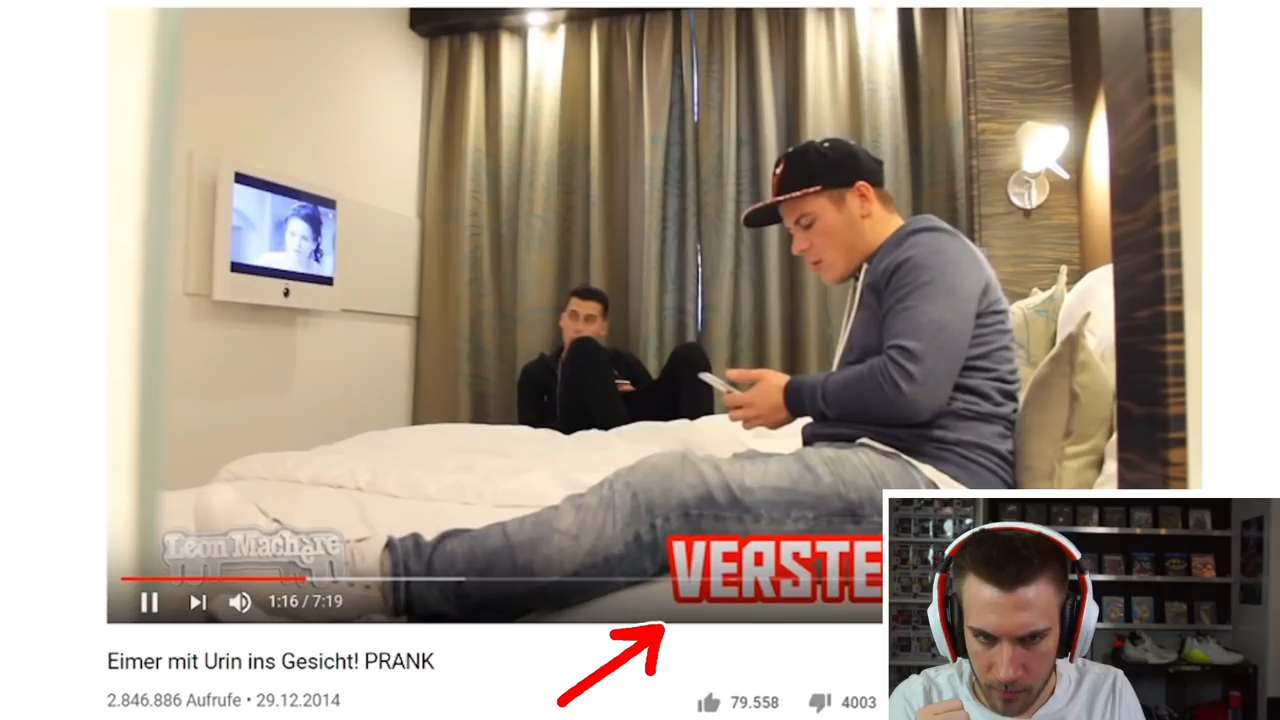 Leon Machère
VERSTE
1:16 / 7:19
Eimer mit Urin ins Gesicht! PRANK
2.846.886 Aufrufe • 29.12.2014
79.558
4003